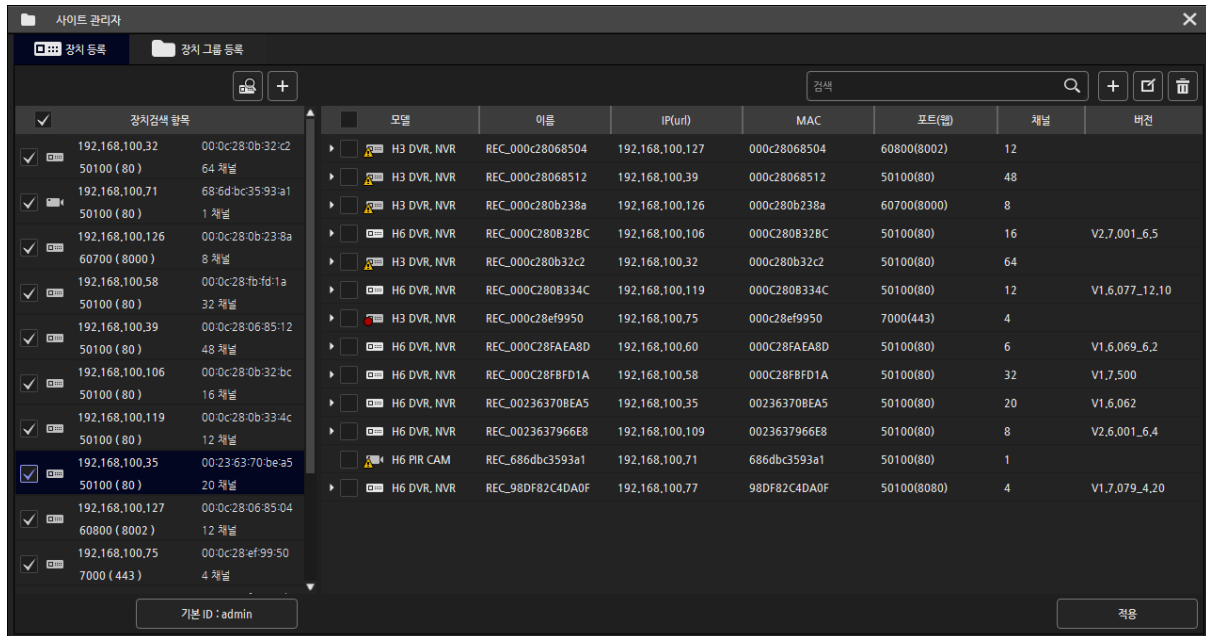 사이트 관리자
장치 등록 장치 그룹 등록
검색
장치검색 항목
192,168,100,32 00:0c:28:0b:32:c2
50100 ( 80 ) 64 채널
192,168,100,71 68:6d:bc:35:93:a1
50100 ( 80 ) 1 채널
192,168,100,126 00:0c:28:0b:23:8a
60700 ( 8000 ) 8 채널
192,168,100,58 00:0c:28:fb:fd:1a
50100 ( 80 ) 32 채널
192,168,100,39 00:0c:28:06:85:12
50100 ( 80 ) 48 채널
192,168,100,106 00:0c:28:0b:32:bc
50100 ( 80 ) 16 채널
192,168,100,119 00:0c:28:0b:33:4c
50100 ( 80 ) 12 채널
192,168,100,35 00:23:63:70:be:a5
50100 ( 80 ) 20 채널
192,168,100,127 00:0c:28:06:85:04
60800 ( 8002 ) 12 채널
192,168,100,75 00:0c:28:ef:99:50
7000 ( 443 ) 4 채널
기본 ID : admin
모델 이름 IP(url) MAC 포트(웹) 채널 버전
H3 DVR, NVR REC_000c28068504 192,168,100,127 000c28068504 60800(8002) 12
H3 DVR, NVR REC_000c28068512 192,168,100,39 000c28068512 50100(80) 48
H3 DVR, NVR REC_000c280b238a 192,168,100,126 000c280b238a 60700(8000) 8
H6 DVR, NVR REC_000C280B32BC 192,168,100,106 000C280B32BC 50100(80) 16 V2,7,001_6,5
H3 DVR, NVR REC_000c280b32c2 192,168,100,32 000c280b32c2 50100(80) 64
H6 DVR, NVR REC_000C280B334C 192,168,100,119 000C280B334C 50100(80) 12 V1,6,077_12,10
H3 DVR, NVR REC_000c28ef9950 192,168,100,75 000c28ef9950 7000(443) 4
H6 DVR, NVR REC_000C28FAEA8D 192,168,100,60 000C28FAEA8D 50100(80) 6 V1,6,069_6,2
H6 DVR, NVR REC_000C28FBFD1A 192,168,100,58 000C28FBFD1A 50100(80) 32 V1,7,500
H6 DVR, NVR REC_00236370BEA5 192,168,100,35 00236370BEA5 50100(80) 20 V1,6,062
H6 DVR, NVR REC_0023637966E8 192,168,100,109 0023637966E8 50100(80) 8 V2,6,001_6,4
H6 PIR CAM REC_686dbc3593a1 192,168,100,71 686dbc3593a1 50100(80) 1
H6 DVR, NVR REC_98DF82C4DA0F 192,168,100,77 98DF82C4DA0F 50100(8080) 4 V1,7,079_4,20
적용